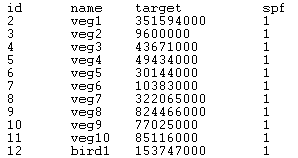 id name target spf
2 veg1 351594000 1
3 veg2 9600000 1
4 veg3 43671000 1
5 veg4 49434000 1
6 veg5 30144000 1
7 veg6 10383000 1
8 veg7 322065000 1
9 veg8 824466000 1
10 veg9 77025000 1
11 veg10 85116000 1
12 bird1 153747000 1